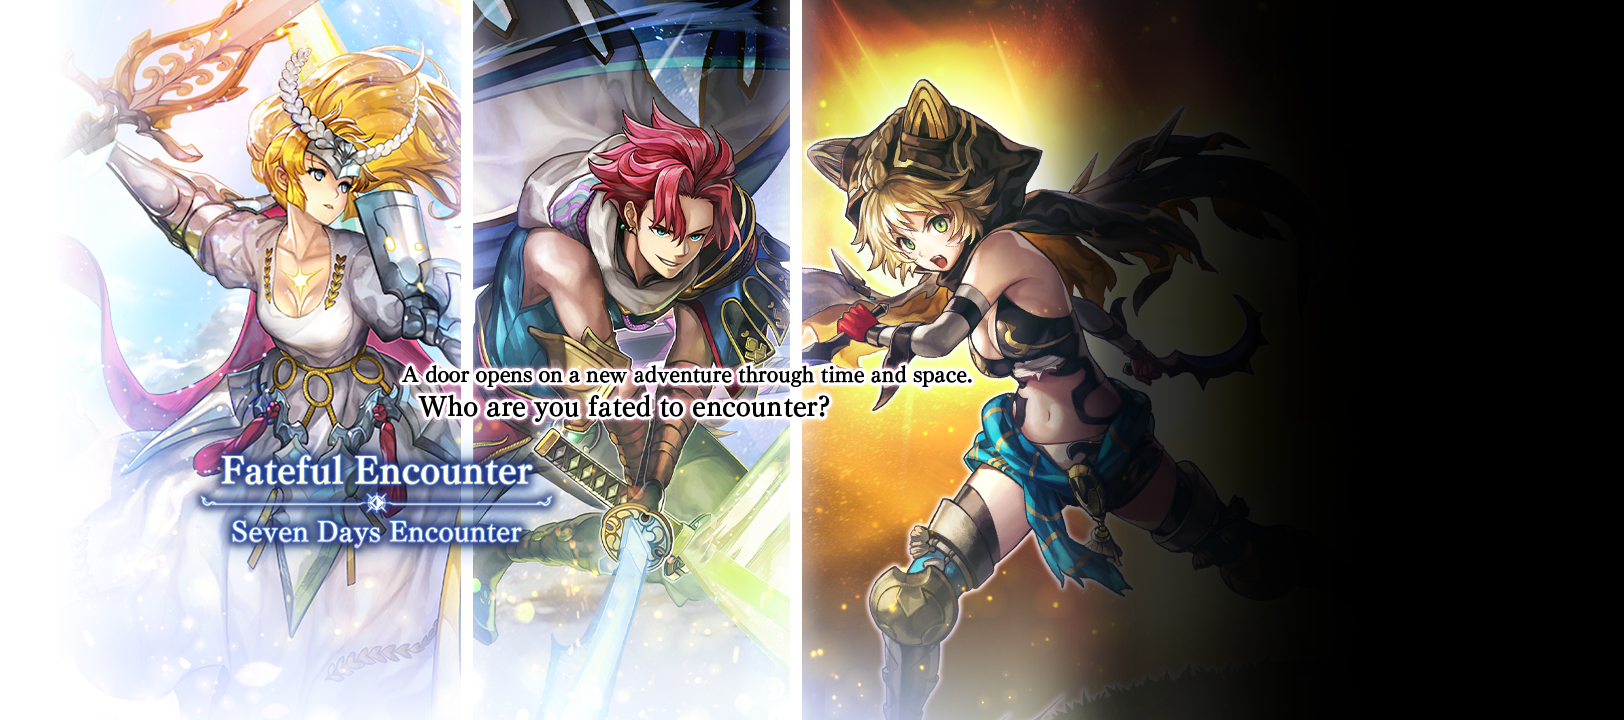 A door opens on a new adventure through time and space.
Who are you fated to encounter?
Fateful Encounter
Seven Days Encounter